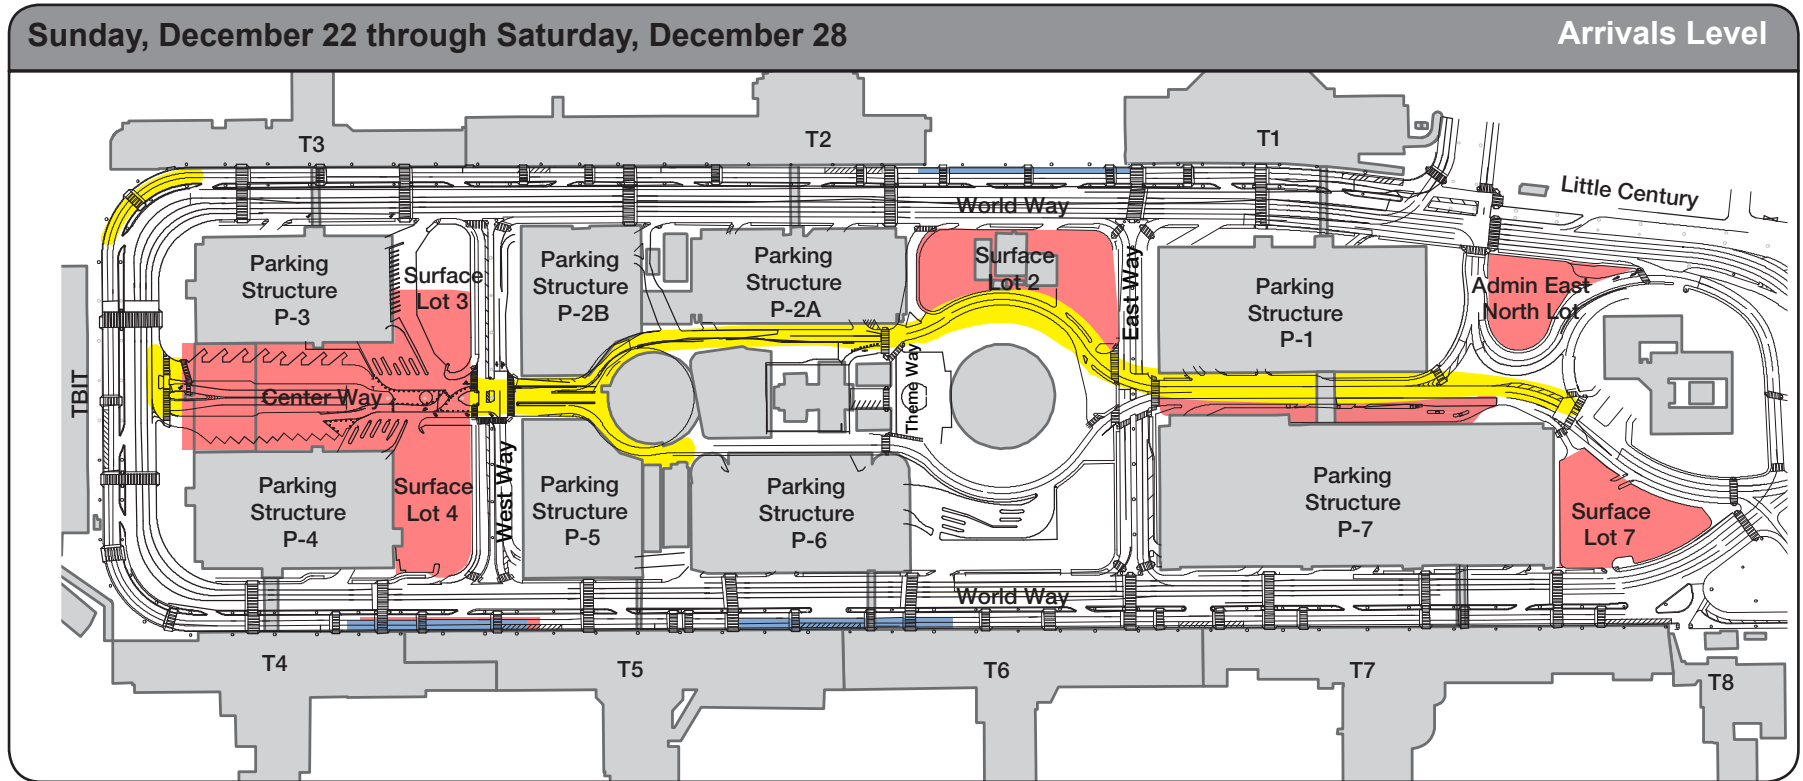 Sunday, December 22 through Saturday, December 28
Arrivals Level
T3
T2
T1
Little Century
World Way
Parking
Structure
P-3
Surface
Lot 3
Parking
Structure
P-2B
Parking
Structure
P-2A
Surface
Lot 2
East Way
Parking
Structure
P-1
Admin East
North Lot
TBIT
Center Way
Theme Way
Parking
Structure
P-4
Surface
Lot 4
West Way
Parking
Structure
P-5
Parking
Structure
P-6
Parking
Structure
P-7
Surface
Lot 7
World Way
T4
T5
T6
T7
T8